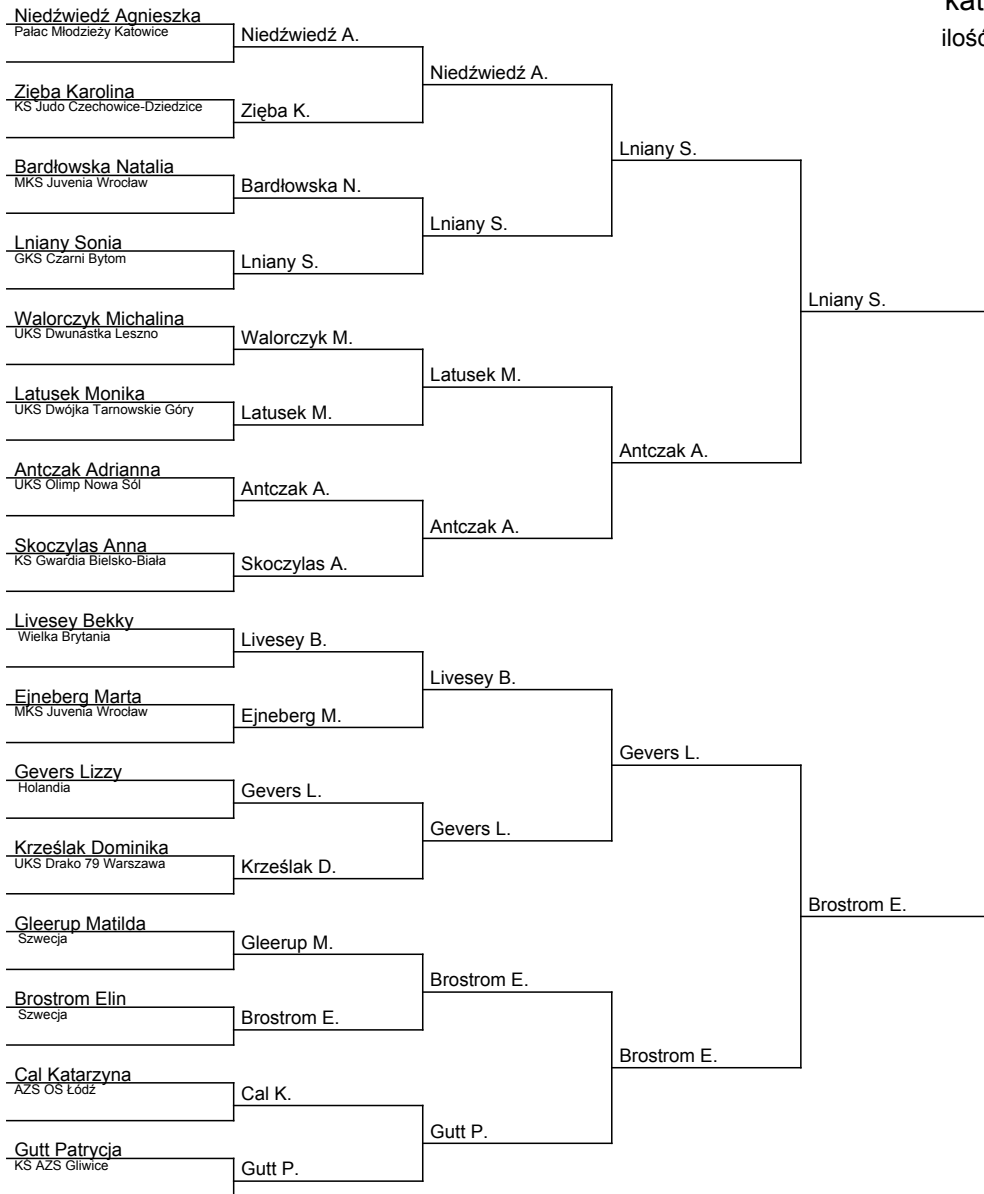 Niedźwiedź Agnieszka
Pałac Młodzieży Katowice
Zięba Karolina
KS Judo Czechowice-Dziedzice
Bardłowska Natalia
MKS Juvenia Wrocław
Lniany Sonia
GKS Czarni Bytom
Walorczyk Michalina
UKS Dwunastka Leszno
Latusek Monika
UKS Dwójka Tarnowskie Góry
Antczak Adrianna
UKS Olimp Nowa Sól
Skoczylas Anna
KS Gwardia Bielsko-Biała
Livesey Bekky
Wielka Brytania
Ejneberg Marta
MKS Juvenia Wrocław
Gevers Lizzy
Holandia
Krześlak Dominika
UKS Drako 79 Warszawa
Gleerup Matilda
Szwecja
Brostrom Elin
Szwecja
Cal Katarzyna
AZS OŚ Łódź
Gutt Patrycja
KŚ AZS Gliwice
Niedźwiedź A.
Zięba K.
Bardłowska N.
Lniany S.
Walorczyk M.
Latusek M.
Antczak A.
Skoczylas A.
Livesey B.
Ejneberg M.
Gevers L.
Krześlak D.
Gleerup M.
Brostrom E.
Cal K.
Gutt P.
Niedźwiedź A.
Lniany S.
Latusek M.
Antczak A.
Livesey B.
Gevers L.
Brostrom E.
Gutt P.
Lniany S.
Antczak A.
Gevers L.
Brostrom E.
Lniany S.
Brostrom E.
kat
ilość